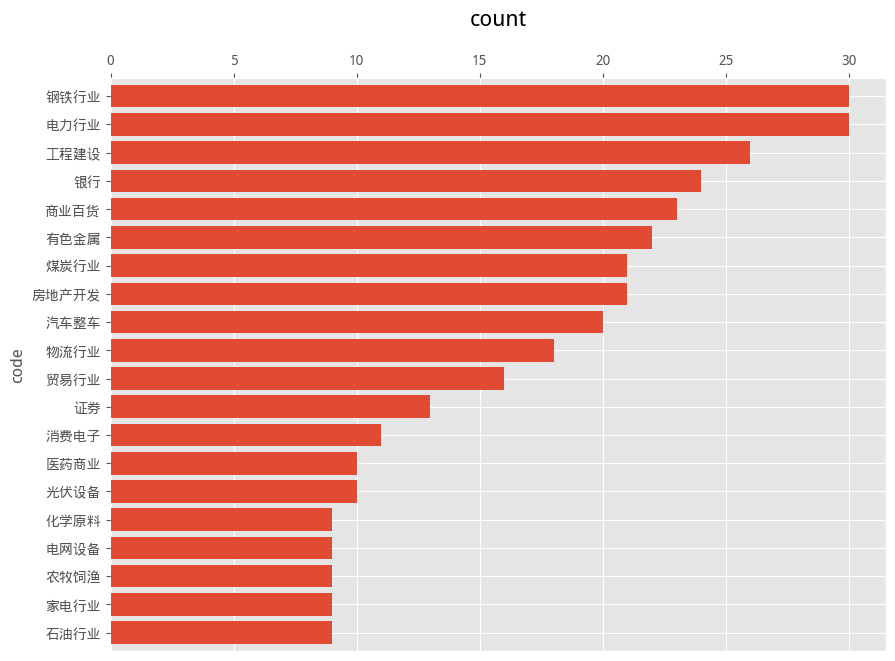 count
0 5 10 15 20 25 30
钢铁行业
电力行业
工程建设
银行
商业百货
有色金属
煤炭行业
房地产开发
汽车整车
物流行业
贸易行业
证券
消费电子
医药商业
光伏设备
化学原料
电网设备
农牧饲渔
家电行业
石油行业
code